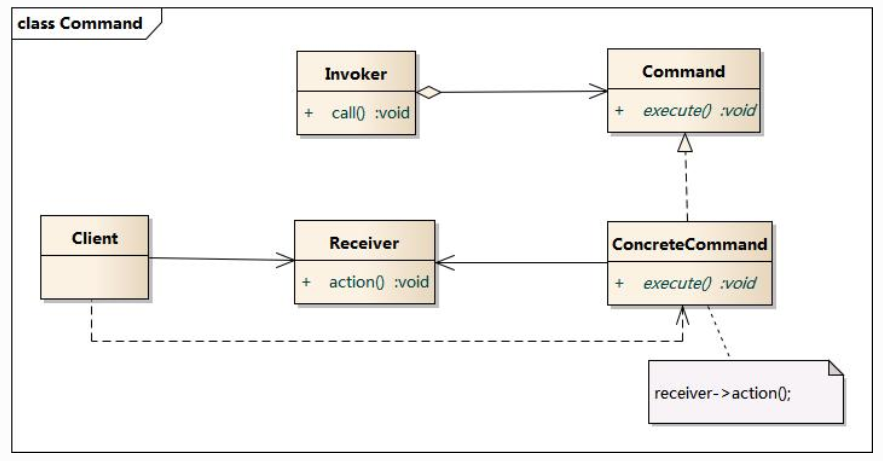 class Command
Invoker
+ call() :void
Command
+ execute() :void
Client
Receiver
+ action() :void
ConcreteCommand
+ execute() :void
receiver->action();